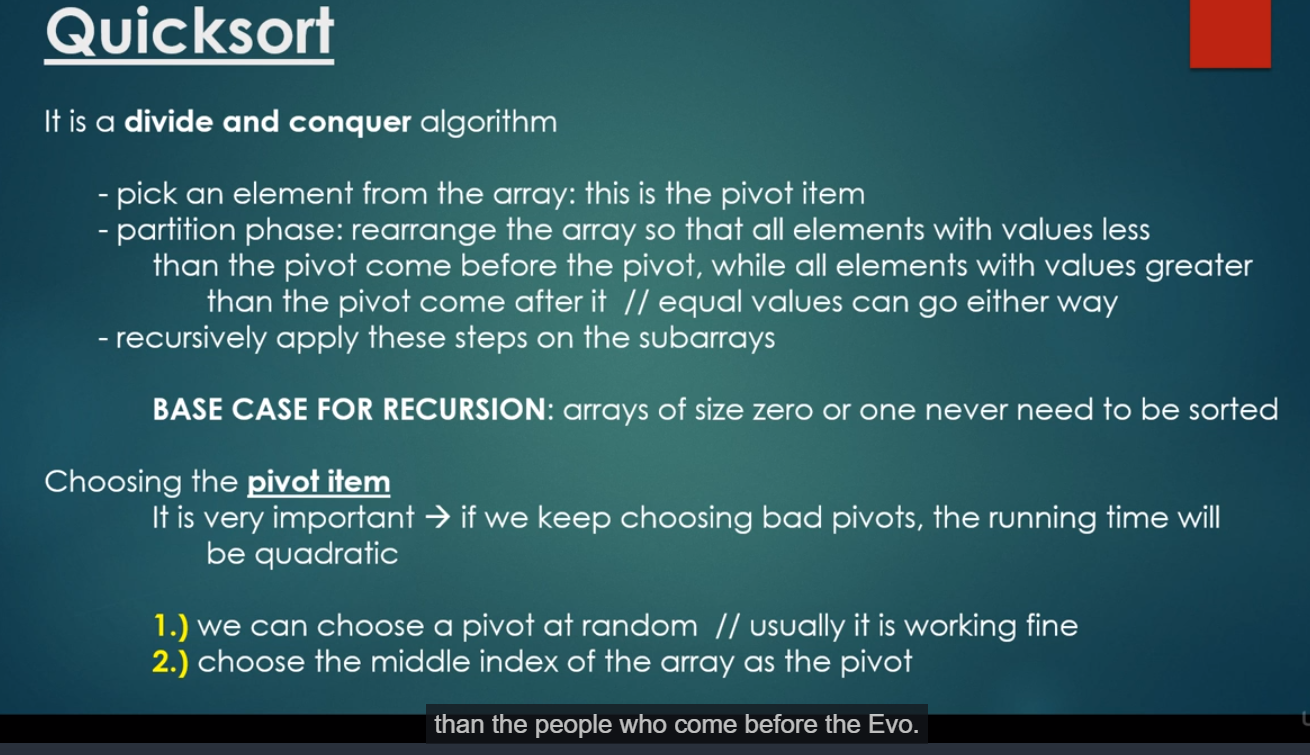 Quicksort
It is a divide and conquer algorithm
- pick an element from the array: this is the pivot item
- partition phase: rearrange the array so that all elements with values less
than the pivot come before the pivot, while all elements with values greater
than the pivot come after it // equal values can go either way
- recursively apply these steps on the subarrays
BASE CASE FOR RECURSION: arrays of size zero or one never need to be sorted
Choosing the pivot item
It is very important → if we keep choosing bad pivots, the running time will
be quadratic
1.) we can choose a pivot at random // usually it is working fine
2.) choose the middle index of the array as the pivot
than the people who come before the Evo.